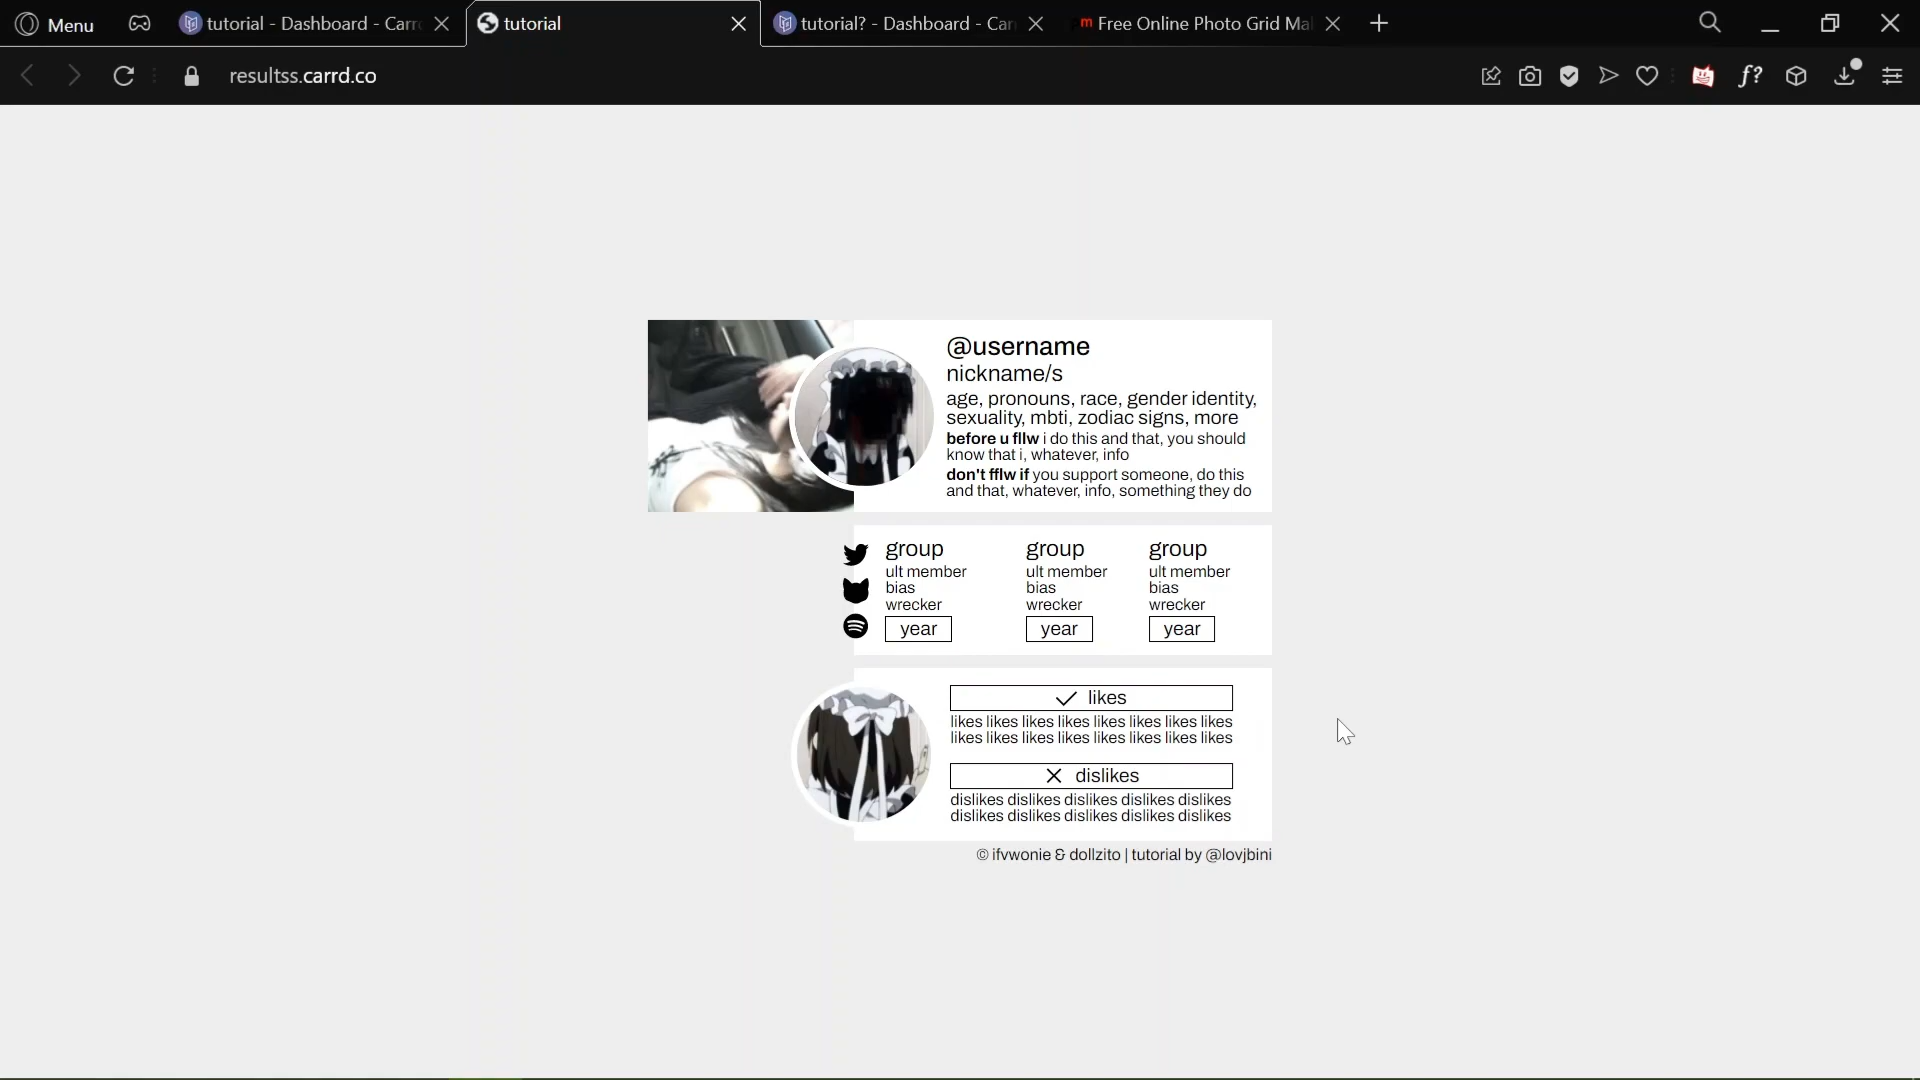 Menu
tutorial - Dashboard - Carr
tutorial
tutorial? - Dashboard - Car
Free Online Photo Grid Ma
resultss.carrd.co
f?
@username
nickname/s
age, pronouns, race, gender identity,
sexuality, mbti, zodiac signs, more
before u fllw i do this and that, you should
know that i, whatever, info
don't fflw if you support someone, do this
and that, whatever, info, something they do
group
ult member
bias
wrecker
year
group
ult member
bias
wrecker
year
group
ult member
bias
wrecker
year
likes
likes likes likes likes likes likes likes likes
likes likes likes likes likes likes likes likes
dislikes
dislikes dislikes dislikes dislikes dislikes
dislikes dislikes dislikes dislikes dislikes
© ifvwonie & dollzito | tutorial by @lovjbini